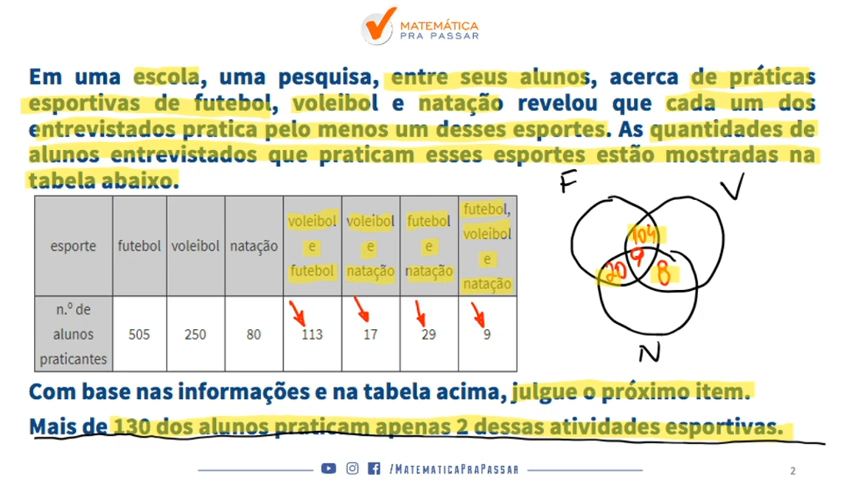 MATEMÁTICA
PRA PASSAR
Em uma escola, uma pesquisa, entre seus alunos, acerca de práticas
esportivas de futebol, voleibol e natação revelou que cada um dos
entrevistados pratica pelo menos um desses esportes. As quantidades de
alunos entrevistados que praticam esses esportes estão mostradas na
tabela abaixo.
esporte futebol voleibol natação voleibol e futebol voleibol e natação futebol e natação futebol, voleibol e natação
n.º de alunos praticantes 505 250 80 113 17 29 9
F V
104
9
20 8
N
Com base nas informações e na tabela acima, julgue o próximo item.
Mais de 130 dos alunos praticam apenas 2 dessas atividades esportivas.
/MATEMATICAPRAPASSAR
2